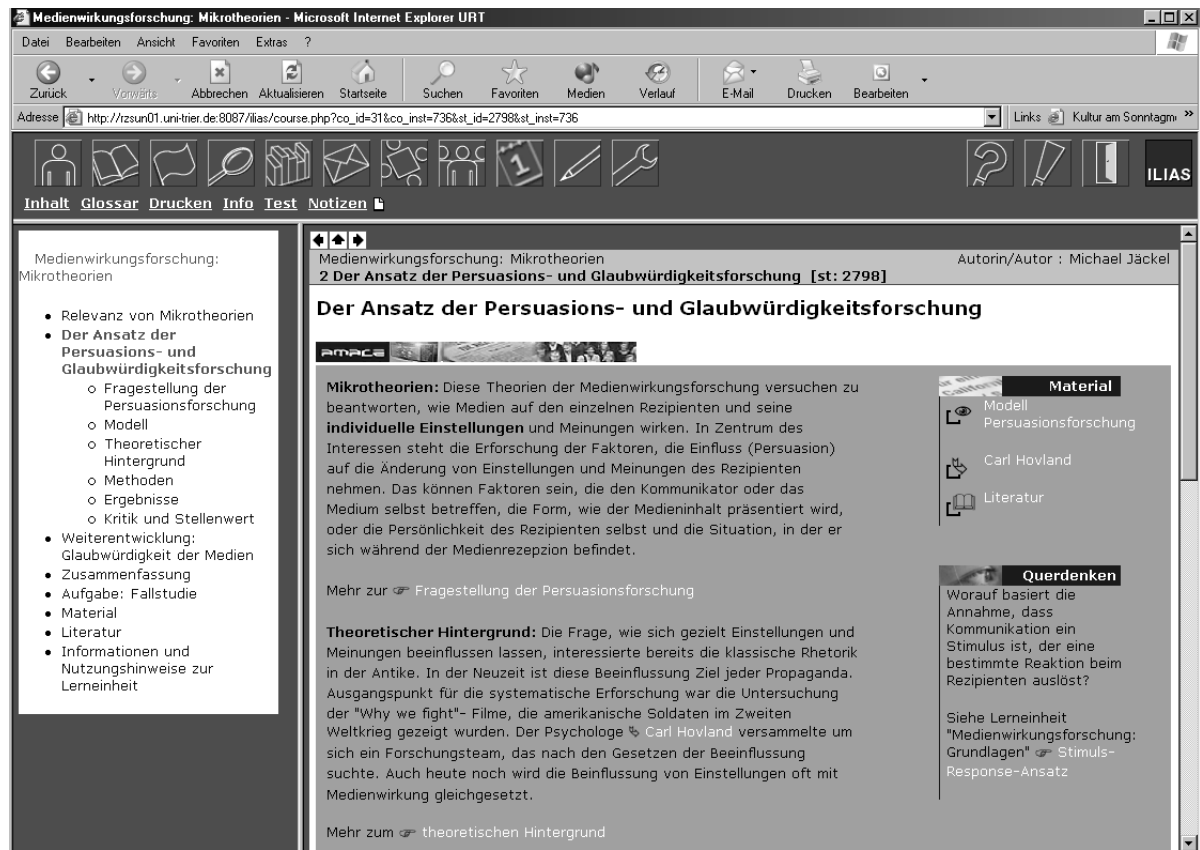 Medienwirkungsforschung: Mikrotheorien - Microsoft Internet Explorer URT
Datei Bearbeiten Ansicht Favoriten Extras ?
Zurück Vorwärts Abbrechen Aktualisieren Startseite Suchen Favoriten Medien Verlauf E-Mail Drucken Bearbeiten
Adresse http://rzsun01.uni-trier.de:8087/ilias/course.php?co_id=31&co_inst=736&st_id=2798&st_inst=736 Links Kultur am Sonntagm »
1 ILIAS
Inhalt Glossar Drucken Info Test Notizen
Medienwirkungsforschung:
Mikrotheorien
Relevanz von Mikrotheorien
Der Ansatz der
Persuasions- und
Glaubwürdigkeitsforschung
Fragestellung der
Persuasionsforschung
Modell
Theoretischer
Hintergrund
Methoden
Ergebnisse
Kritik und Stellenwert
Weiterentwicklung:
Glaubwürdigkeit der Medien
Zusammenfassung
Aufgabe: Fallstudie
Material
Literatur
Informationen und
Nutzungshinweise zur
Lerneinheit
Medienwirkungsforschung: Mikrotheorien Autorin/Autor : Michael Jäckel
2 Der Ansatz der Persuasions- und Glaubwürdigkeitsforschung [st: 2798]
Der Ansatz der Persuasions- und Glaubwürdigkeitsforschung
Mikrotheorien: Diese Theorien der Medienwirkungsforschung versuchen zu
beantworten, wie Medien auf den einzelnen Rezipienten und seine
individuelle Einstellungen und Meinungen wirken. In Zentrum des
Interessen steht die Erforschung der Faktoren, die Einfluss (Persuasion)
auf die Änderung von Einstellungen und Meinungen des Rezipienten
nehmen. Das können Faktoren sein, die den Kommunikator oder das
Medium selbst betreffen, die Form, wie der Medieninhalt präsentiert wird,
oder die Persönlichkeit des Rezipienten selbst und die Situation, in der er
sich während der Medienrezepzion befindet.
Mehr zur Fragestellung der Persuasionsforschung
Theoretischer Hintergrund: Die Frage, wie sich gezielt Einstellungen und
Meinungen beeinflussen lassen, interessierte bereits die klassische Rhetorik
in der Antike. In der Neuzeit ist diese Beeinflussung Ziel jeder Propaganda.
Ausgangspunkt für die systematische Erforschung war die Untersuchung
der "Why we fight"- Filme, die amerikanische Soldaten im Zweiten
Weltkrieg gezeigt wurden. Der Psychologe Carl Hovland versammelte um
sich ein Forschungsteam, das nach den Gesetzen der Beeinflussung
suchte. Auch heute noch wird die Beinflussung von Einstellungen oft mit
Medienwirkung gleichgesetzt.
Mehr zum theoretischen Hintergrund
Material
Modell
Persuasionsforschung
Carl Hovland
Literatur
Querdenken
Worauf basiert die
Annahme, dass
Kommunikation ein
Stimulus ist, der eine
bestimmte Reaktion beim
Rezipienten auslöst?
Siehe Lerneinheit
"Medienwirkungsforschung:
Grundlagen" Stimuls-
Response-Ansatz